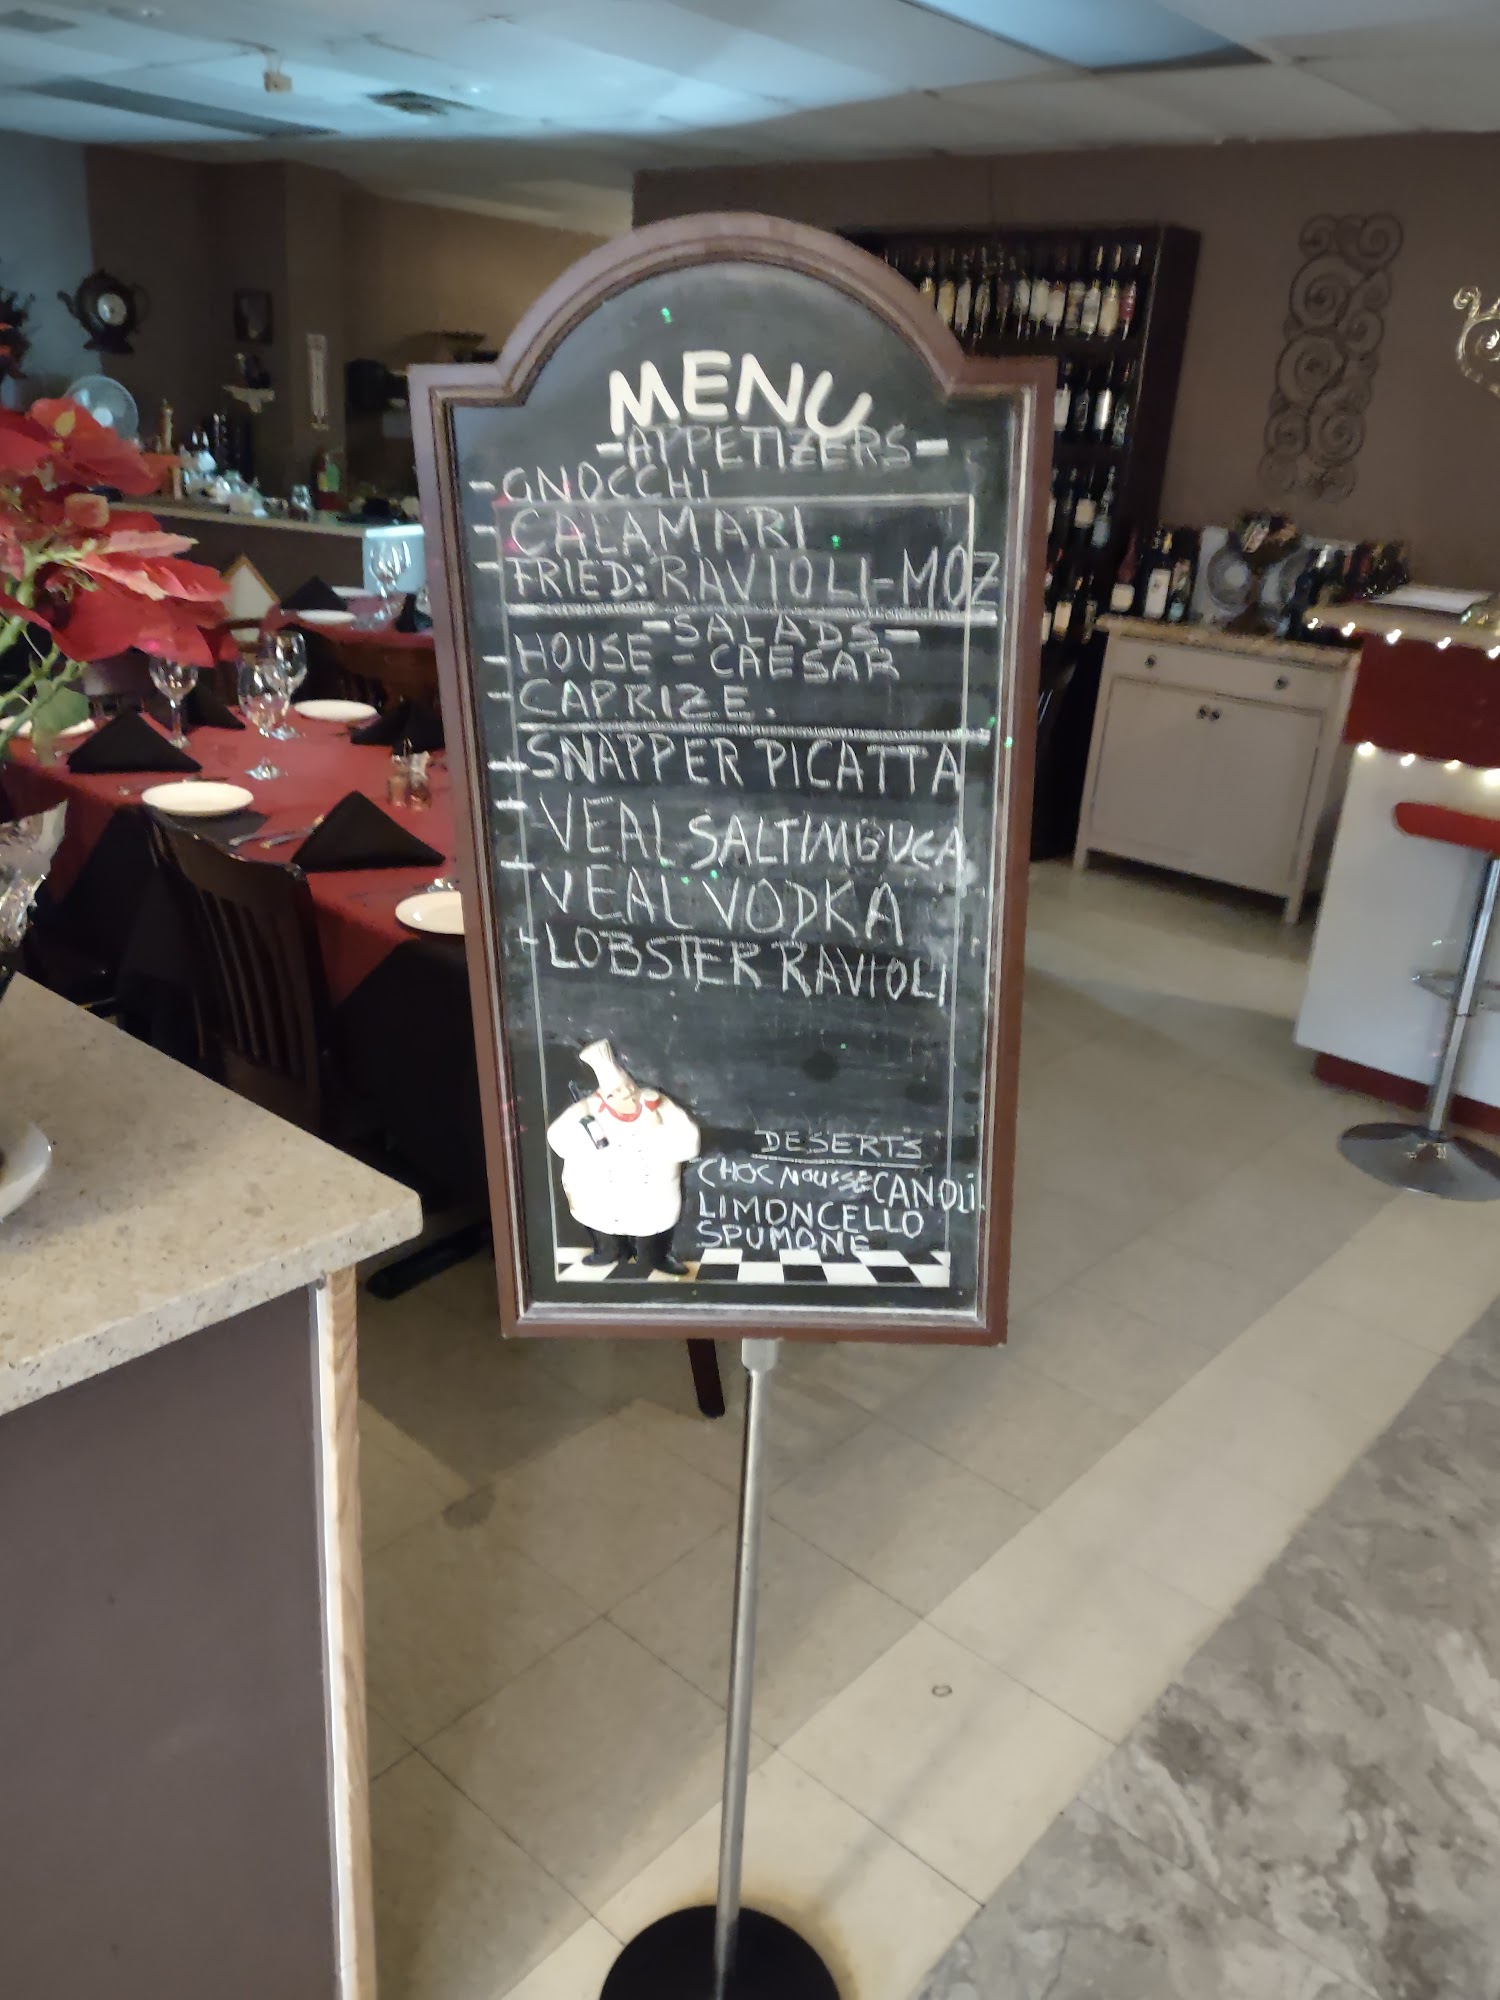 MENU
-APPETIZERS-
- GNOCCHI
- CALAMARI
- FRIED: RAVIOLI-MOZ
-SALADS-
- HOUSE - CAESAR
- CAPRIZE.
- SNAPPER PICATTA
- VEAL SALTIMBUCA
- VEAL VODKA
- LOBSTER RAVIOLI
DESERTS
CHOC MOUSSE CANOLI
LIMONCELLO
SPUMONE